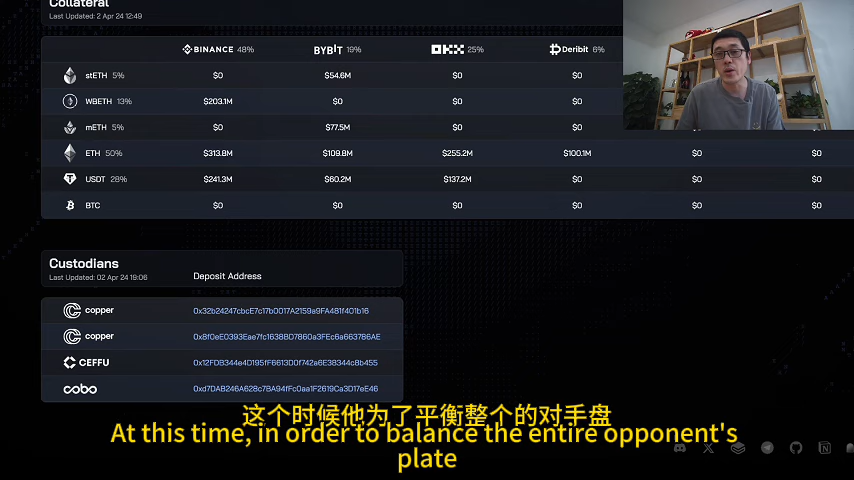 Collateral
Last Updated: 2 Apr 24 12:49
BINANCE 48% BYBIT 19% OKX 25% Deribit 6%
stETH 5% $0 $54.6M $0 $0
WBETH 13% $203.1M $0 $0 $0
mETH 5% $0 $77.5M $0 $0
ETH 50% $313.8M $109.8M $255.2M $100.1M $0 $0
USDT 28% $241.3M $60.2M $137.2M $0 $0 $0
BTC $0 $0 $0 $0 $0 $0
Custodians
Last Updated: 02 Apr 24 19:06
Deposit Address
copper 0x32b24247cbcE7c17b0017A2159a9FA481f401b16
copper 0x8f0eE0393Eae7fc1638BD7860a3FEc6a663786AE
CEFFU 0x12FDB344e4D195fF6613D0f742a6E38344c8b455
cobo 0xd7DAB246A628c7BA94fFc0aa1F2619Ca3D17eE46
这个时候他为了平衡整个的对手盘
At this time, in order to balance the entire opponent's
plate